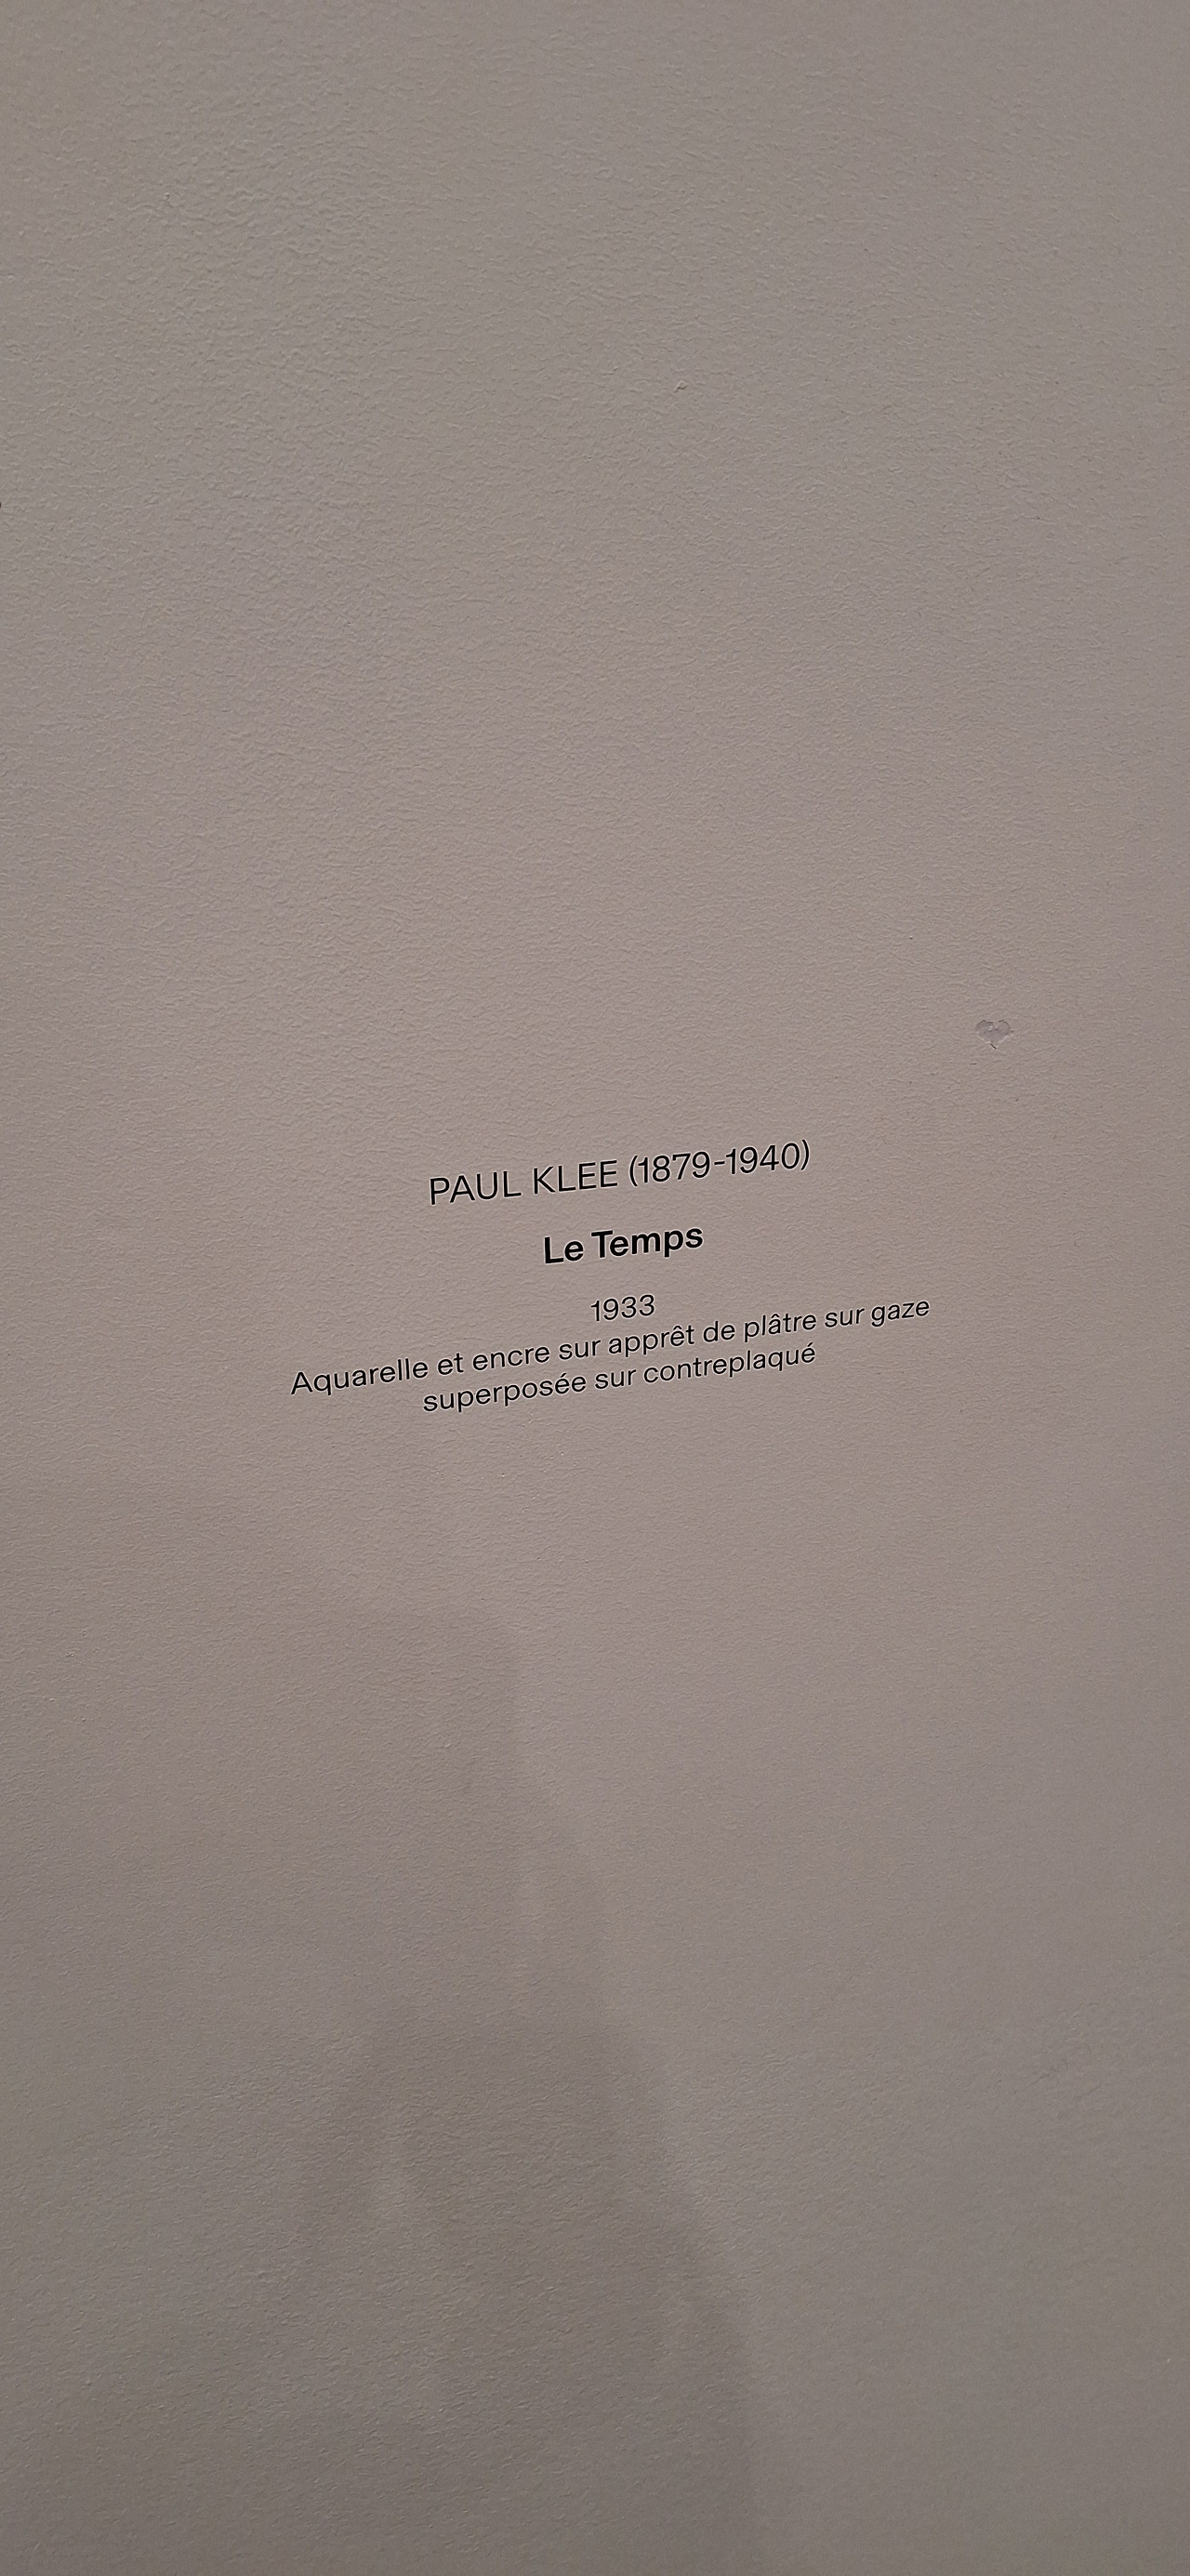 PAUL KLEE (1879-1940)
Le Temps
1933
Aquarelle et encre sur apprêt de plâtre sur gaze
superposée sur contreplaqué